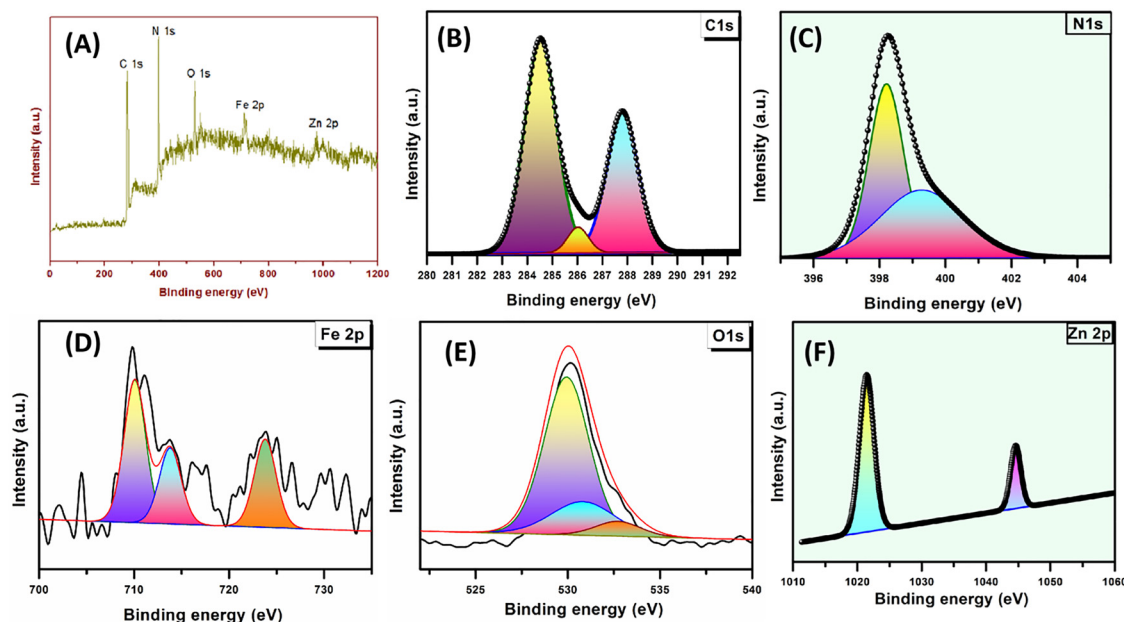 (A)
N 1s
C 1s
O 1s
Fe 2p
Zn 2p
Intensity (a.u.)
0 200 400 600 800 1000 1200
BInding energy (eV)
(B)
C1s
Intensity (a.u.)
280 281 282 283 284 285 286 287 288 289 290 291 292
Binding energy (eV)
(C)
N1s
Intensity (a.u.)
396 398 400 402 404
Binding energy (eV)
(D)
Fe 2p
Intensity (a.u.)
700 710 720 730
Binding energy (eV)
(E)
O1s
Intensity (a.u.)
525 530 535 540
Binding energy (eV)
(F)
Zn 2p
Intensity (a.u.)
1010 1020 1030 1040 1050 1060
Binding energy (eV)